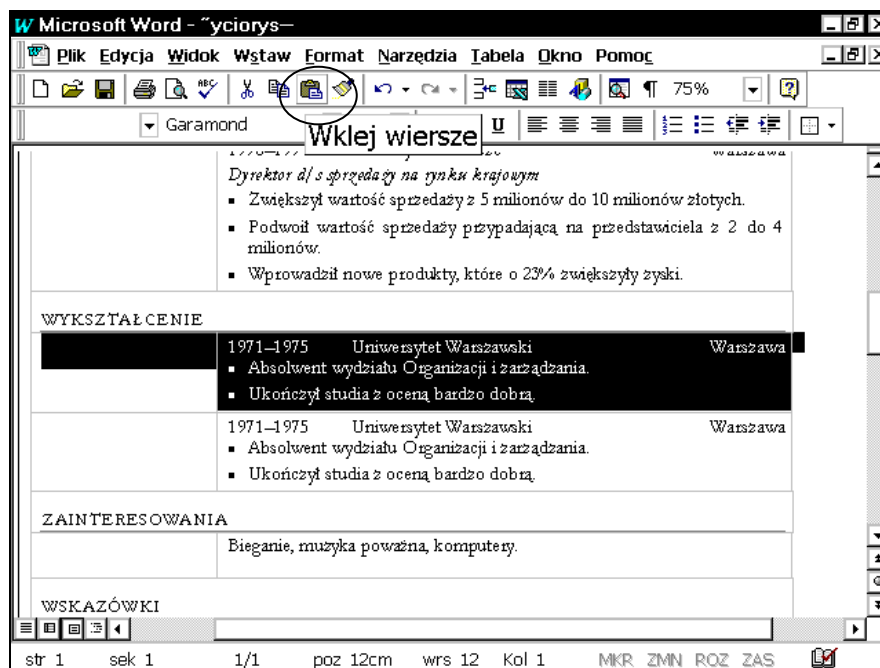 Microsoft Word - ˝yciorys—
Plik Edycja Widok Wstaw Format Narzędzia Tabela Okno Pomoc
ABC 75%
Garamond U
Wklej wiersze
Warszawa
Dyrektor d/s sprzedaży na rynku krajowym
▪ Zwiększył wartość sprzedaży z 5 milionów do 10 milionów złotych.
▪ Podwoił wartość sprzedaży przypadającą na przedstawiciela z 2 do 4
milionów.
▪ Wprowadził nowe produkty, które o 23% zwiększyły zyski.
WYKSZTAŁCENIE
1971–1975 Uniwersytet Warszawski Warszawa
▪ Absolwent wydziału Organizacji i zarządzania.
▪ Ukończył studia z oceną bardzo dobrą.
1971–1975 Uniwersytet Warszawski Warszawa
▪ Absolwent wydziału Organizacji i zarządzania.
▪ Ukończył studia z oceną bardzo dobrą.
ZAINTERESOWANIA
Bieganie, muzyka poważna, komputery.
WSKAZÓWKI
str 1 sek 1 1/1 poz 12cm wrs 12 Kol 1 MKR ZMN ROZ ZAS